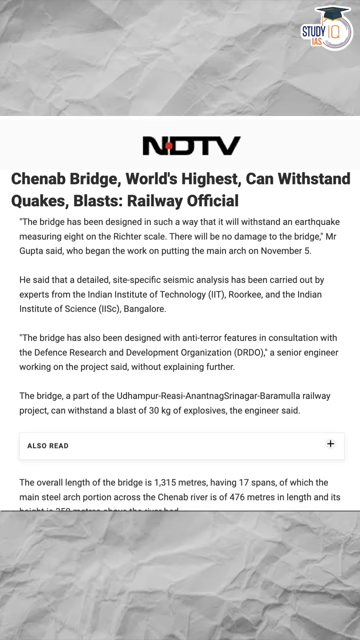 STUDY IQ
IAS
NDTV
Chenab Bridge, World's Highest, Can Withstand
Quakes, Blasts: Railway Official
"The bridge has been designed in such a way that it will withstand an earthquake
measuring eight on the Richter scale. There will be no damage to the bridge," Mr
Gupta said, who began the work on putting the main arch on November 5.
He said that a detailed, site-specific seismic analysis has been carried out by
experts from the Indian Institute of Technology (IIT), Roorkee, and the Indian
Institute of Science (IISc), Bangalore.
"The bridge has also been designed with anti-terror features in consultation with
the Defence Research and Development Organization (DRDO)," a senior engineer
working on the project said, without explaining further.
The bridge, a part of the Udhampur-Reasi-AnantnagSrinagar-Baramulla railway
project, can withstand a blast of 30 kg of explosives, the engineer said.
ALSO READ +
The overall length of the bridge is 1,315 metres, having 17 spans, of which the
main steel arch portion across the Chenab river is of 476 metres in length and its